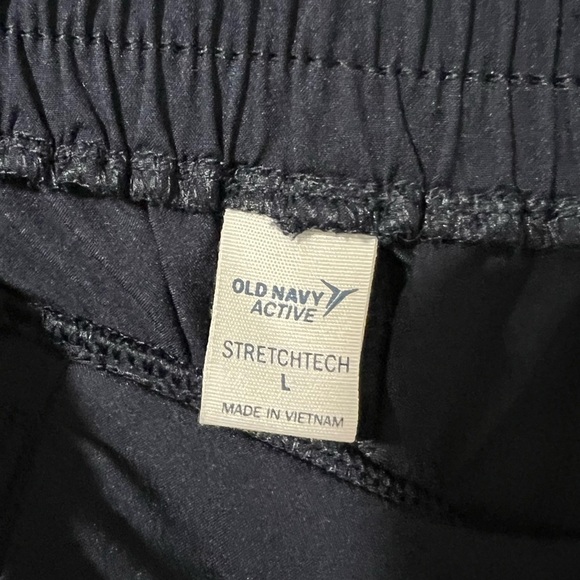 OLD NAVY
ACTIVE
STRETCHTECH
L
MADE IN VIETNAM